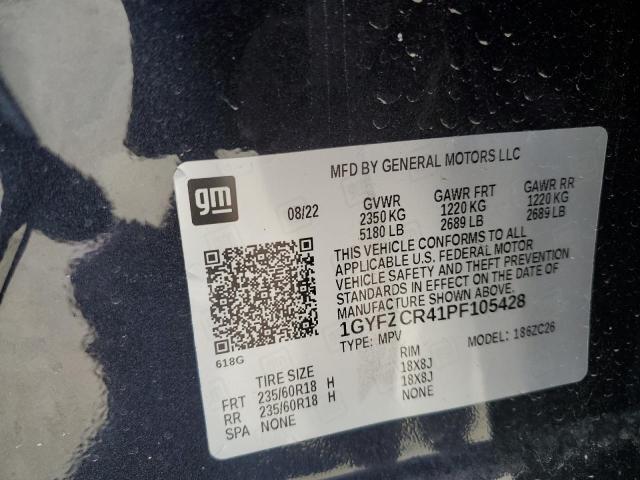 MFD BY GENERAL MOTORS LLC
gm
08/22
GVWR GAWR FRT GAWR RR
2350 KG 1220 KG 1220 KG
5180 LB 2689 LB 2689 LB
THIS VEHICLE CONFORMS TO ALL
APPLICABLE U.S. FEDERAL MOTOR
VEHICLE SAFETY AND THEFT PREVENTION
STANDARDS IN EFFECT ON THE DATE OF
MANUFACTURE SHOWN ABOVE.
1GYFZCR41PF105428
TYPE: MPV MODEL: 186ZC26
618G
TIRE SIZE RIM
FRT 235/60R18 H 18X8J
RR 235/60R18 H 18X8J
SPA NONE NONE